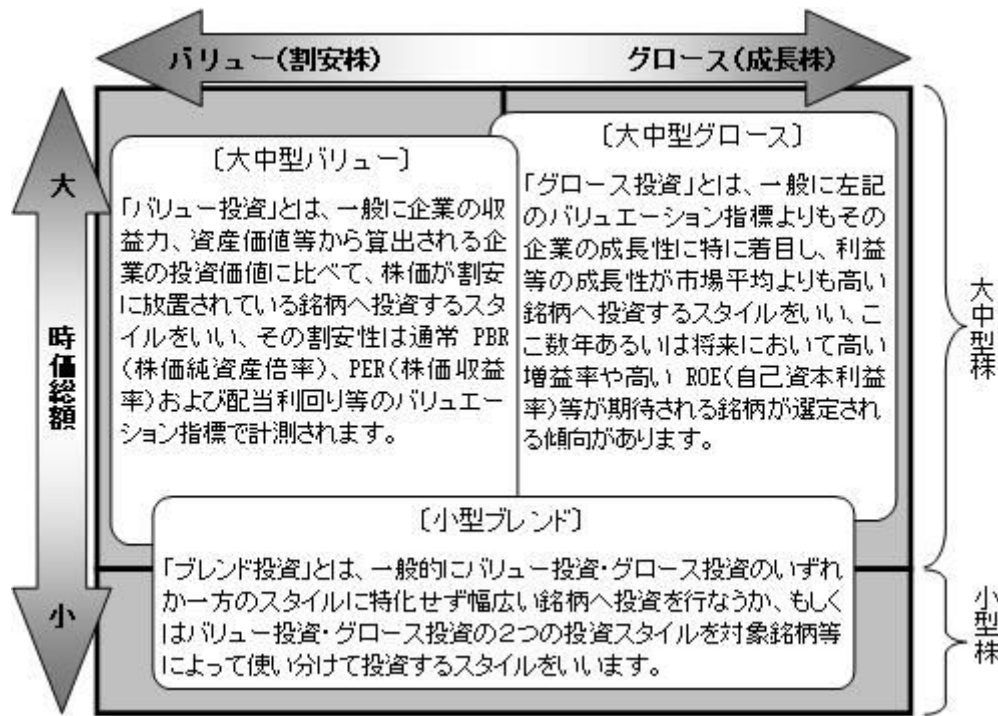 バリュー(割安株)
グロース(成長株)
大
時価総額
小
〔大中型バリュー〕
「バリュー投資」とは、一般に企業の収
益力、資産価値等から算出される企
業の投資価値に比べて、株価が割安
に放置されている銘柄へ投資するスタ
イルをいい、その割安性は通常 PBR
(株価純資産倍率)、PER(株価収益
率)および配当利回り等のバリュエー
ション指標で計測されます。
〔大中型グロース〕
「グロース投資」とは、一般に左記
のバリュエーション指標よりもその
企業の成長性に特に着目し、利益
等の成長性が市場平均よりも高い
銘柄へ投資するスタイルをいい、こ
こ数年あるいは将来において高い
増益率や高い ROE(自己資本利益
率)等が期待される銘柄が選定され
る傾向があります。
〔小型ブレンド〕
「ブレンド投資」とは、一般的にバリュー投資・グロース投資のいずれ
か一方のスタイルに特化せず幅広い銘柄へ投資を行なうか、もしく
はバリュー投資・グロース投資の2つの投資スタイルを対象銘柄等
によって使い分けて投資するスタイルをいいます。
大中型株
小型株